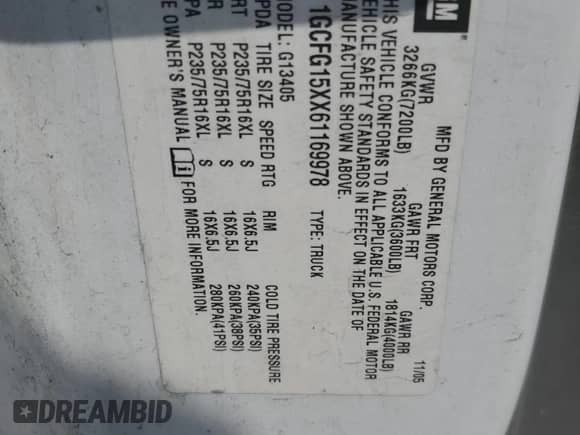 GM
MFD BY GENERAL MOTORS CORP. 11/05
GVWR GAWR FRT GAWR RR
3266KG(7200LB) 1633KG(3600LB) 1814KG(4000LB)
HIS VEHICLE CONFORMS TO ALL APPLICABLE U.S. FEDERAL MOTOR
EHICLE SAFETY STANDARDS IN EFFECT ON THE DATE OF
ANUFACTURE SHOWN ABOVE.
1GCFG15XX61169978 TYPE: TRUCK
MODEL: G13405
PDA TIRE SIZE SPEED RTG RIM COLD TIRE PRESSURE
RT P235/75R16XL S 16X6.5J 240KPA(35PSI)
R P235/75R16XL S 16X6.5J 260KPA(38PSI)
PA P235/75R16XL S 16X6.5J 280KPA(41PSI)
E OWNER'S MANUAL i FOR MORE INFORMATION.
DREAMBID